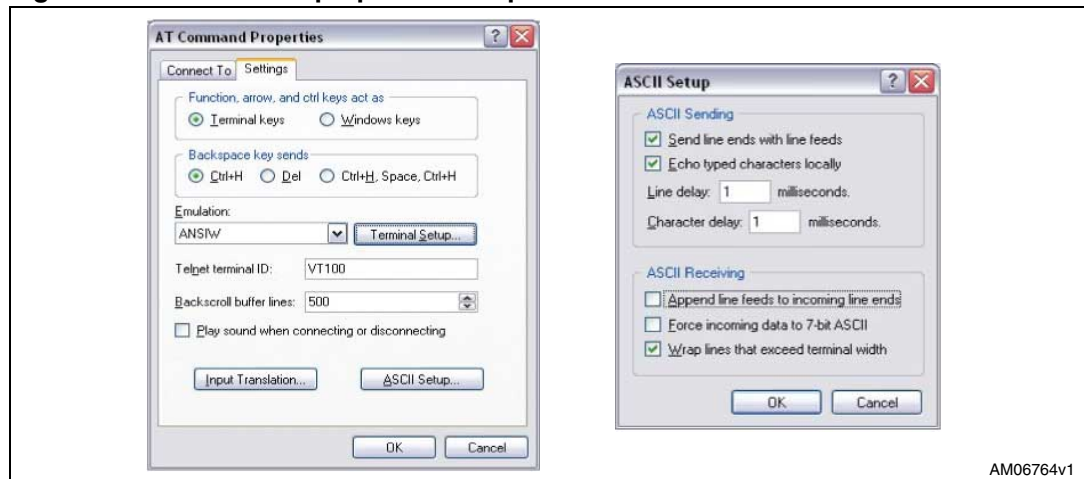 AT Command Properties
Connect To Settings
Function, arrow, and ctrl keys act as
Terminal keys Windows keys
Backspace key sends
Ctrl+H Del Ctrl+H, Space, Ctrl+H
Emulation:
ANSIW Terminal Setup...
Telnet terminal ID: VT100
Backscroll buffer lines: 500
Play sound when connecting or disconnecting
Input Translation... ASCII Setup...
OK Cancel
ASCII Setup
ASCII Sending
Send line ends with line feeds
Echo typed characters locally
Line delay: 1 milliseconds.
Character delay: 1 milliseconds.
ASCII Receiving
Append line feeds to incoming line ends
Force incoming data to 7-bit ASCII
Wrap lines that exceed terminal width
OK Cancel
AM06764v1